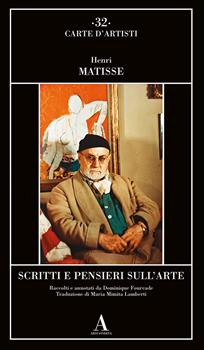 ·32·
CARTE D'ARTISTI
Henri
MATISSE
SCRITTI E PENSIERI SULL'ARTE
Raccolti e annotati da Dominique Fourcade
Traduzione di Maria Mimita Lamberti
A
ABSCONDITA